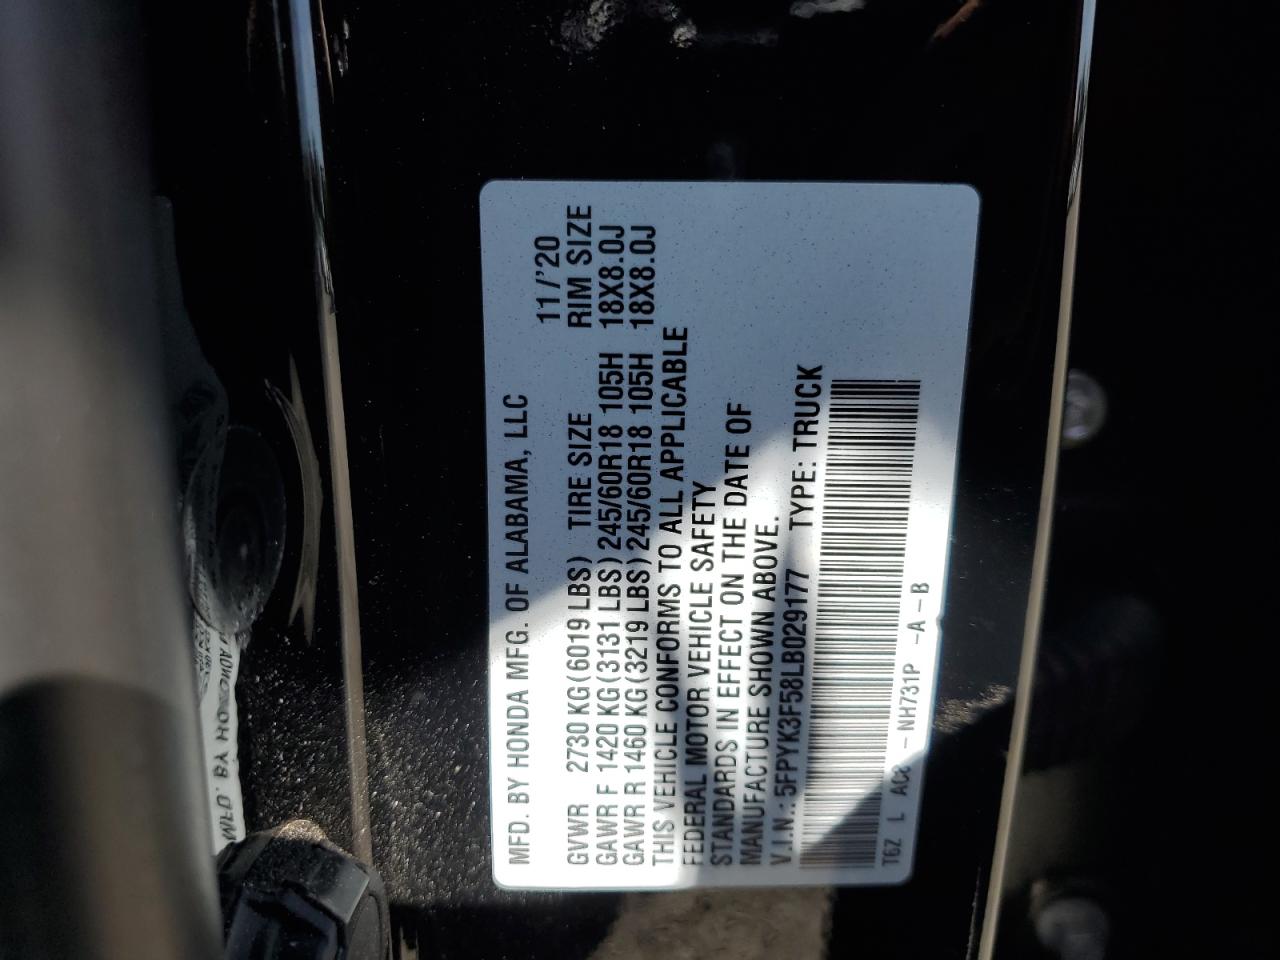 MFD. BY HONDA MFG. OF ALABAMA, LLC
11/'20
GVWR 2730 KG(6019 LBS) TIRE SIZE RIM SIZE
GAWR F 1420 KG(3131 LBS) 245/60R18 105H 18X8.0J
GAWR R 1460 KG(3219 LBS) 245/60R18 105H 18X8.0J
THIS VEHICLE CONFORMS TO ALL APPLICABLE
FEDERAL MOTOR VEHICLE SAFETY
STANDARDS IN EFFECT ON THE DATE OF
MANUFACTURE SHOWN ABOVE.
V.I.N.: 5FPYK3F58LB029177 TYPE: TRUCK
T6Z L NH731P -A-B
BY HONDA